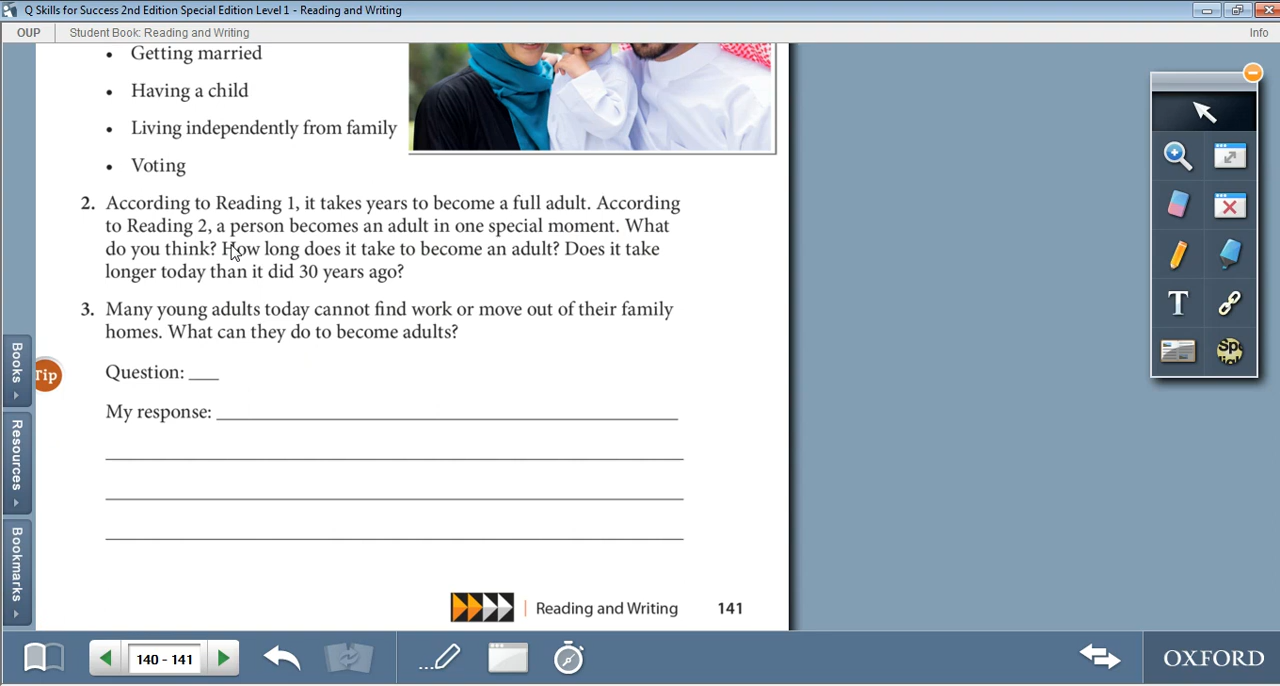 Q Skills for Success 2nd Edition Special Edition Level 1 - Reading and Writing
OUP
Student Book: Reading and Writing
Info
• Getting married
• Having a child
• Living independently from family
• Voting
2. According to Reading 1, it takes years to become a full adult. According
to Reading 2, a person becomes an adult in one special moment. What
do you think? How long does it take to become an adult? Does it take
longer today than it did 30 years ago?
3. Many young adults today cannot find work or move out of their family
homes. What can they do to become adults?
Tip
Question: ___
My response: ___
Reading and Writing 141
Books
Resources
Bookmarks
T
140 - 141
OXFORD